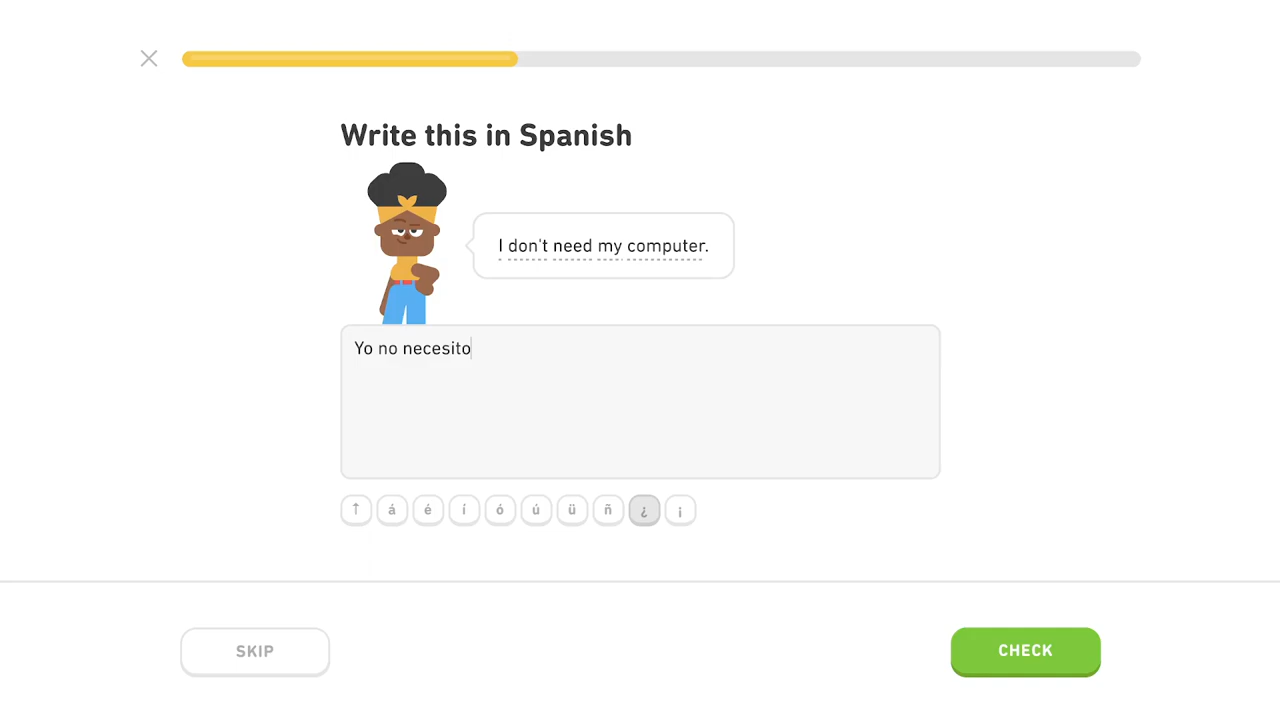 Write this in Spanish
I don't need my computer.
Yo no necesito
↑ á é í ó ú ü ñ ¿ ¡
SKIP
CHECK